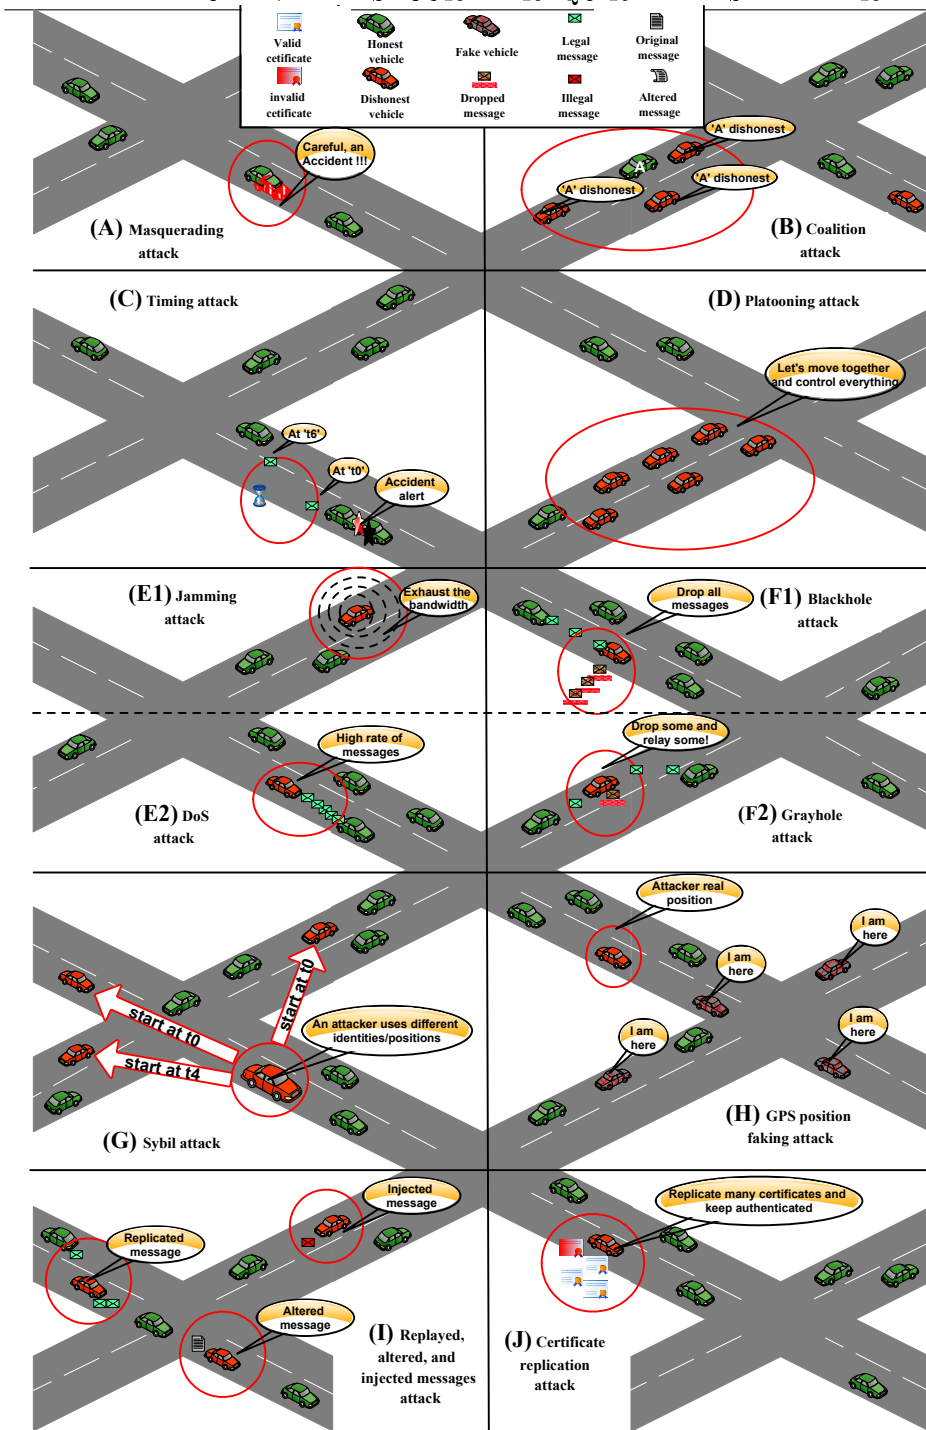 Valid
cetificate
Honest
vehicle
Fake vehicle
Legal
message
Original
message
invalid
cetificate
Dishonest
vehicle
Dropped
message
Illegal
message
Altered
message
Careful, an
Accident !!!
(A) Masquerading
attack
'A' dishonest
A
'A' dishonest
'A' dishonest
(B) Coalition
attack
(C) Timing attack
At 't6'
At 't0'
Accident
alert
(D) Platooning attack
Let's move together
and control everything
(E1) Jamming
attack
Exhaust the
bandwidth
Drop all
messages
(F1) Blackhole
attack
High rate of
messages
(E2) DoS
attack
Drop some and
relay some!
(F2) Grayhole
attack
start at t0
start at t0
start at t4
An attacker uses different
identities/positions
(G) Sybil attack
Attacker real
position
I am
here
I am
here
I am
here
I am
here
(H) GPS position
faking attack
Replicated
message
Injected
message
Altered
message
(I) Replayed,
altered, and
injected messages
attack
Replicate many certificates and
keep authenticated
(J) Certificate
replication
attack